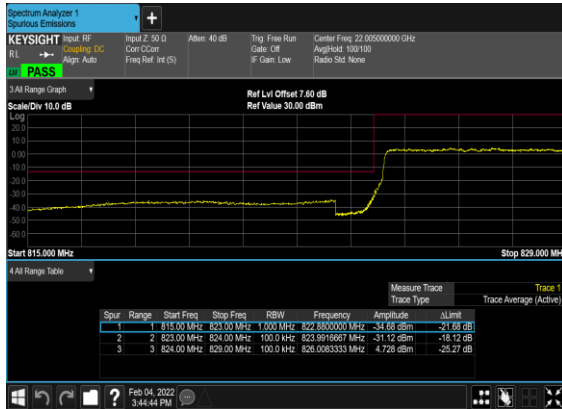 Spectrum Analyzer 1
Spurious Emissions
+
KEYSIGHT
RL
LV PASS
Input: RF
Coupling: DC
Align: Auto
Input Z: 50 Ω
Corr CCorr
Freq Ref: Int (S)
Atten: 40 dB
Trig: Free Run
Gate: Off
IF Gain: Low
Center Freq: 22.005000000 GHz
Avg|Hold: 100/100
Radio Std: None
3 All Range Graph
Scale/Div 10.0 dB
Ref Lvl Offset 7.60 dB
Ref Value 30.00 dBm
Log
20.0
10.0
0.00
-10.0
-20.0
-30.0
-40.0
-50.0
-60.0
Start 815.000 MHz
Stop 829.000 MHz
4 All Range Table
Measure Trace Trace 1
Trace Type Trace Average (Active)
Spur Range Start Freq Stop Freq RBW Frequency Amplitude ΔLimit
1 1 815.00 MHz 823.00 MHz 1.000 MHz 822.8800000 MHz -34.68 dBm -21.68 dB
2 2 823.00 MHz 824.00 MHz 100.0 kHz 823.9916667 MHz -31.12 dBm -18.12 dB
3 3 824.00 MHz 829.00 MHz 100.0 kHz 826.0083333 MHz 4.728 dBm -25.27 dB
?
Feb 04, 2022
3:44:44 PM